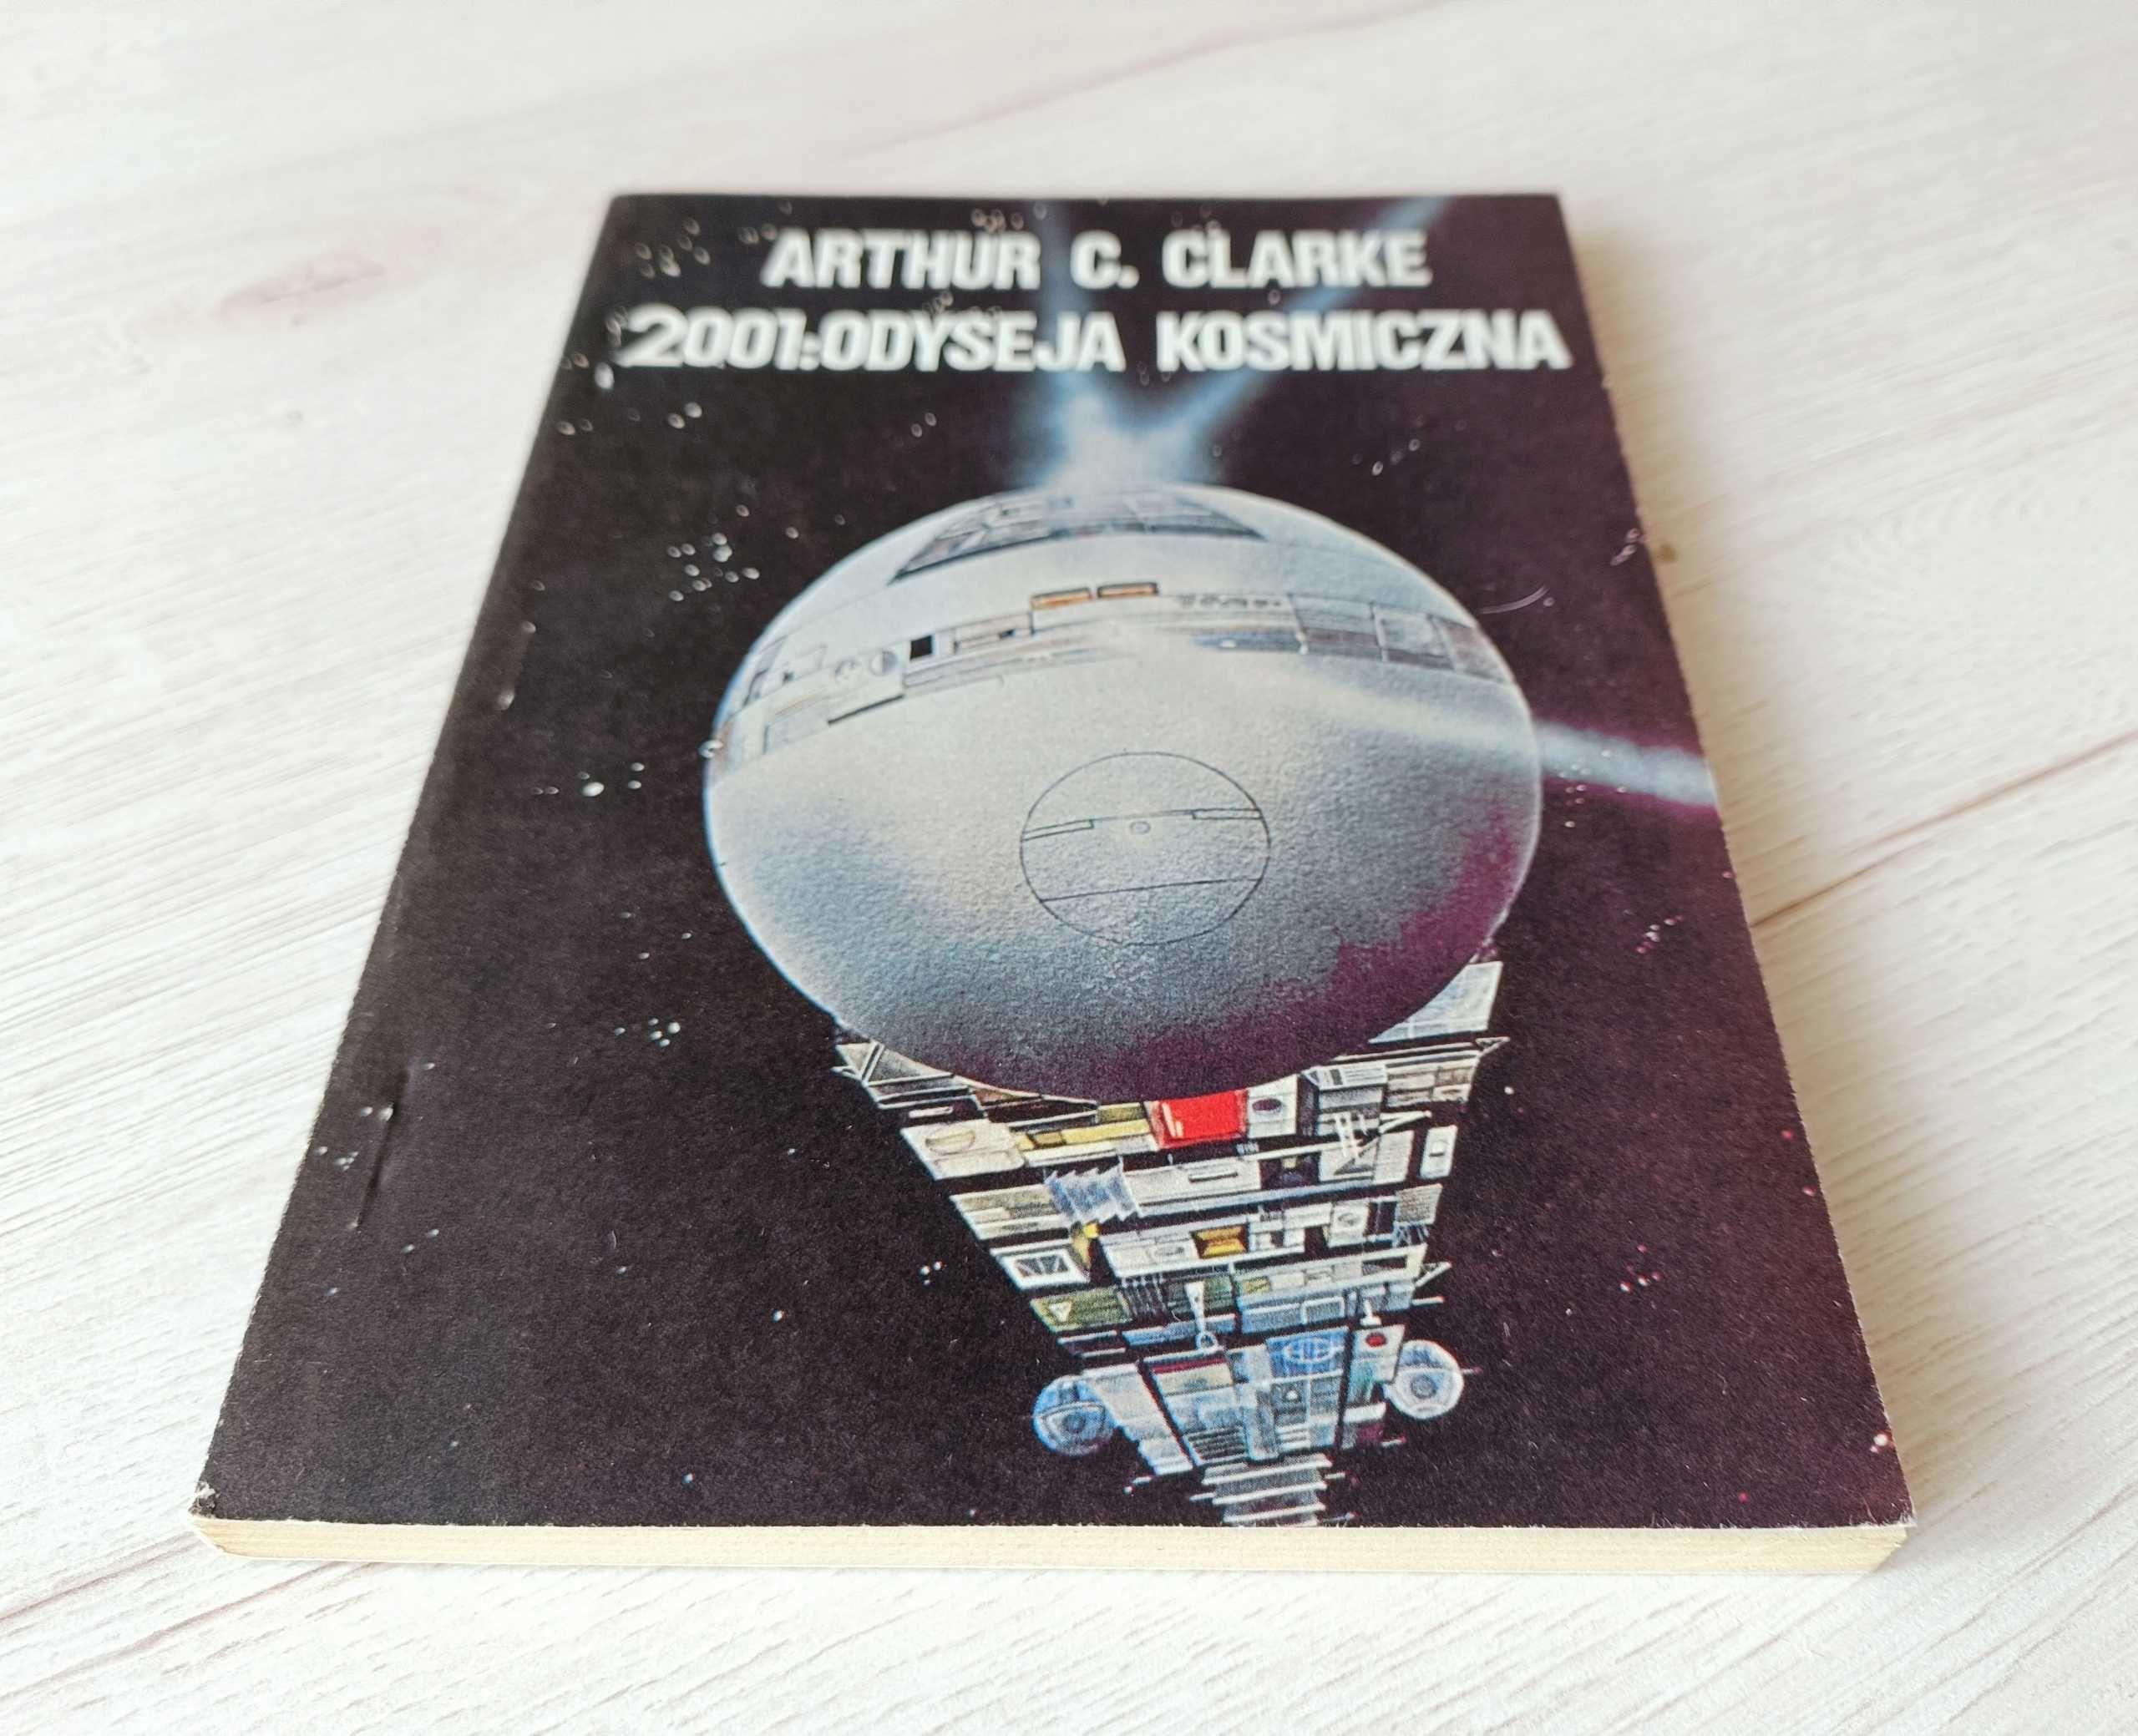 ARTHUR C. CLARKE
2001:ODYSEJA KOSMICZNA